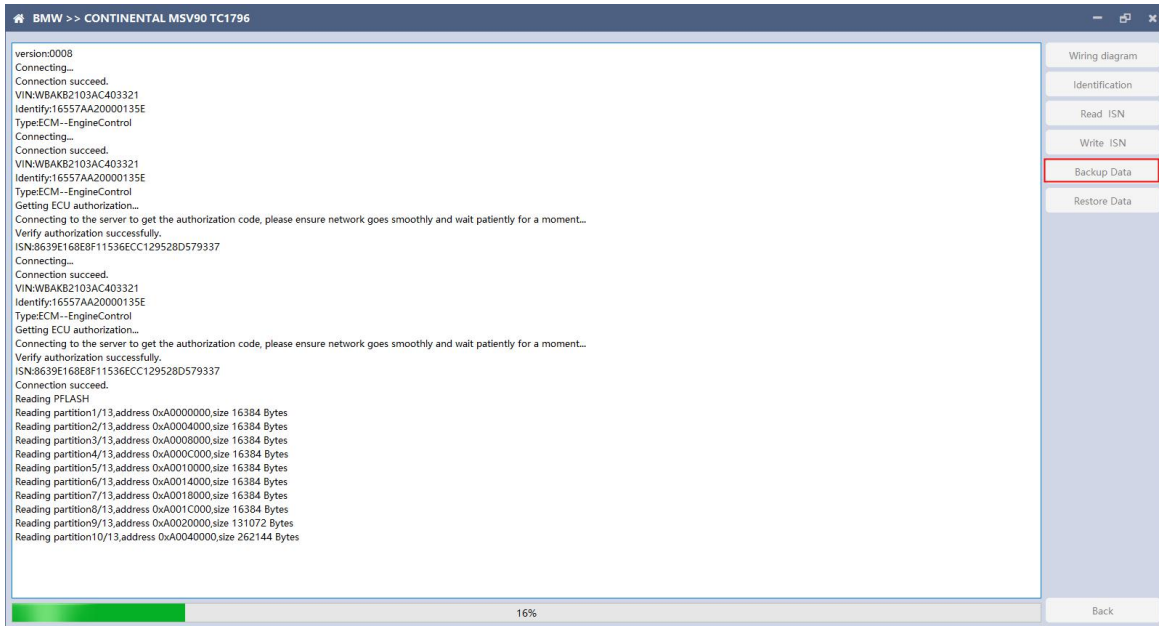 BMW >> CONTINENTAL MSV90 TC1796
version:0008
Connecting...
Connection succeed.
VIN:WBAKB2103AC403321
Identify:16557AA20000135E
Type:ECM--EngineControl
Connecting...
Connection succeed.
VIN:WBAKB2103AC403321
Identify:16557AA20000135E
Type:ECM--EngineControl
Getting ECU authorization...
Connecting to the server to get the authorization code, please ensure network goes smoothly and wait patiently for a moment...
Verify authorization successfully.
ISN:8639E168E8F11536ECC129528D579337
Connecting...
Connection succeed.
VIN:WBAKB2103AC403321
Identify:16557AA20000135E
Type:ECM--EngineControl
Getting ECU authorization...
Connecting to the server to get the authorization code, please ensure network goes smoothly and wait patiently for a moment...
Verify authorization successfully.
ISN:8639E168E8F11536ECC129528D579337
Connection succeed.
Reading PFLASH
Reading partition1/13,address 0xA0000000,size 16384 Bytes
Reading partition2/13,address 0xA0004000,size 16384 Bytes
Reading partition3/13,address 0xA0008000,size 16384 Bytes
Reading partition4/13,address 0xA000C000,size 16384 Bytes
Reading partition5/13,address 0xA0010000,size 16384 Bytes
Reading partition6/13,address 0xA0014000,size 16384 Bytes
Reading partition7/13,address 0xA0018000,size 16384 Bytes
Reading partition8/13,address 0xA001C000,size 16384 Bytes
Reading partition9/13,address 0xA0020000,size 131072 Bytes
Reading partition10/13,address 0xA0040000,size 262144 Bytes
16%
Wiring diagram
Identification
Read ISN
Write ISN
Backup Data
Restore Data
Back